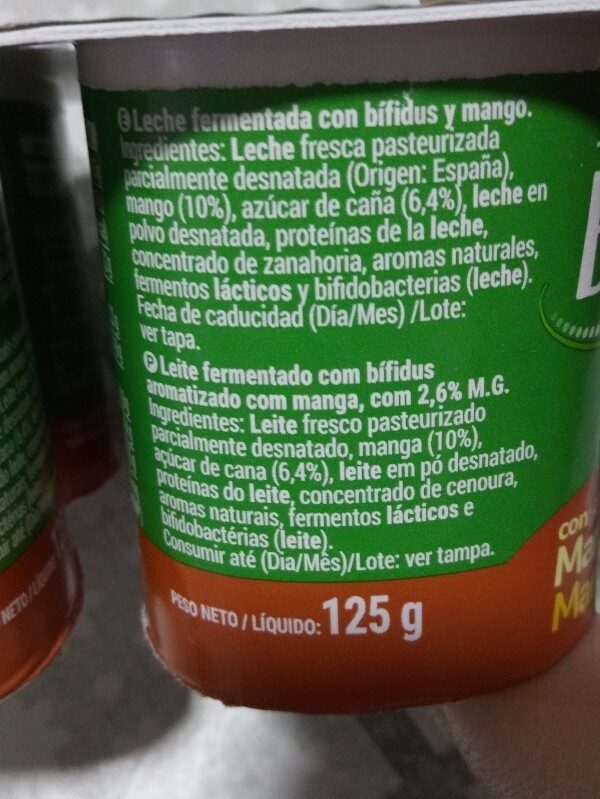 Ⓔ Leche fermentada con bífidus y mango.
Ingredientes: Leche fresca pasteurizada
parcialmente desnatada (Origen: España),
mango (10%), azúcar de caña (6,4%), leche en
polvo desnatada, proteínas de la leche,
concentrado de zanahoria, aromas naturales,
fermentos lácticos y bifidobacterias (leche).
Fecha de caducidad (Día/Mes) /Lote:
ver tapa.
Ⓟ Leite fermentado com bífidus
aromatizado com manga, com 2,6% M.G.
Ingredientes: Leite fresco pasteurizado
parcialmente desnatado, manga (10%),
açúcar de cana (6,4%), leite em pó desnatado,
proteínas do leite, concentrado de cenoura,
aromas naturais, fermentos lácticos e
bifidobactérias (leite).
Consumir até (Dia/Mês)/Lote: ver tampa.
PESO NETO / LÍQUIDO: 125 g
con
Ma
Ma
NETO /